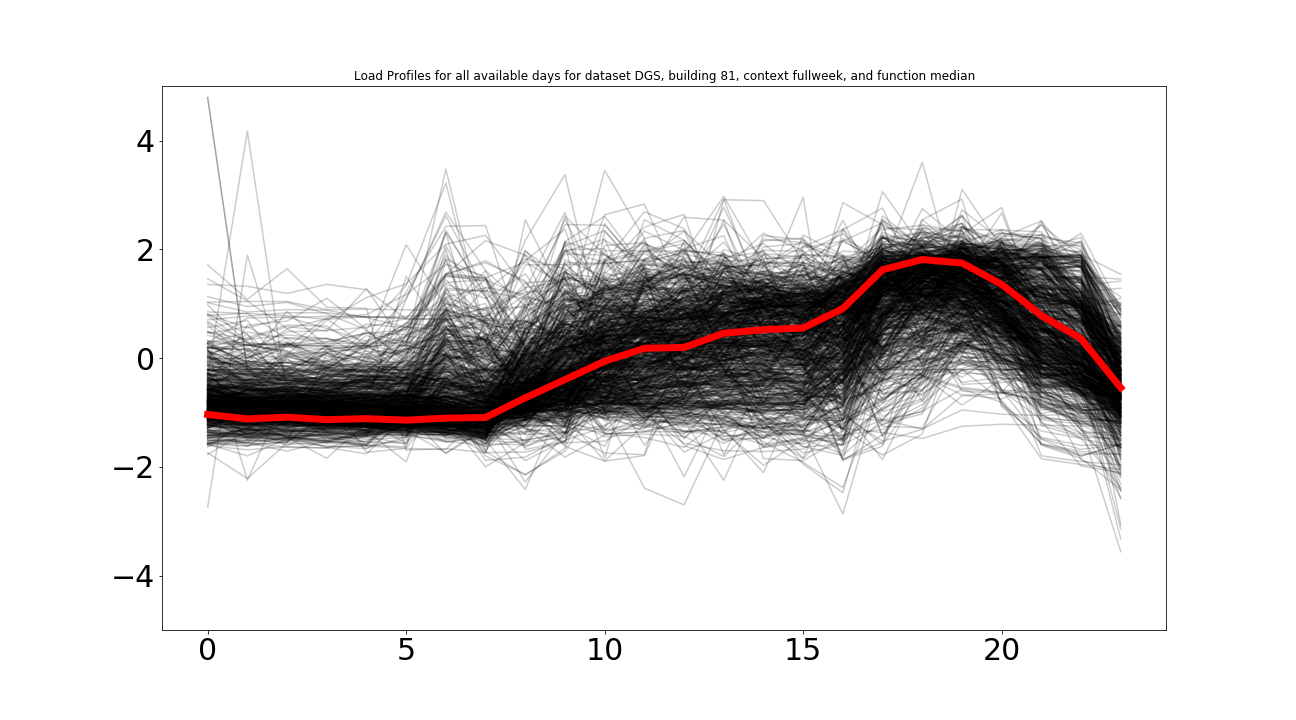 Load Profiles for all available days for dataset DGS, building 81, context fullweek, and function median
4
2
0
−2
−4
0 5 10 15 20